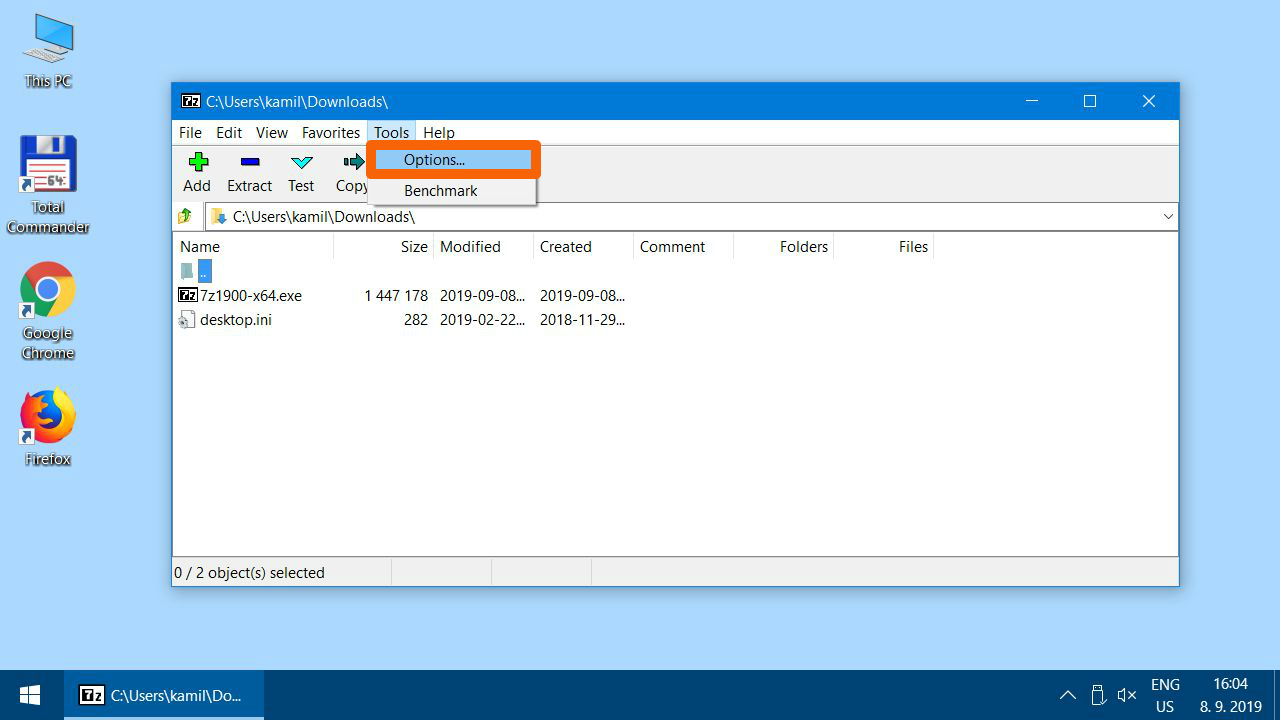 This PC
Total
Commander
64
Google
Chrome
Firefox
7z C:\Users\kamil\Downloads\
File Edit View Favorites Tools Help
Options...
Benchmark
Add Extract Test Copy
C:\Users\kamil\Downloads\
Name Size Modified Created Comment Folders Files
..
7z 7z1900-x64.exe 1 447 178 2019-09-08... 2019-09-08...
desktop.ini 282 2019-02-22... 2018-11-29...
0 / 2 object(s) selected
7z C:\Users\kamil\Do...
ENG
US
16:04
8. 9. 2019